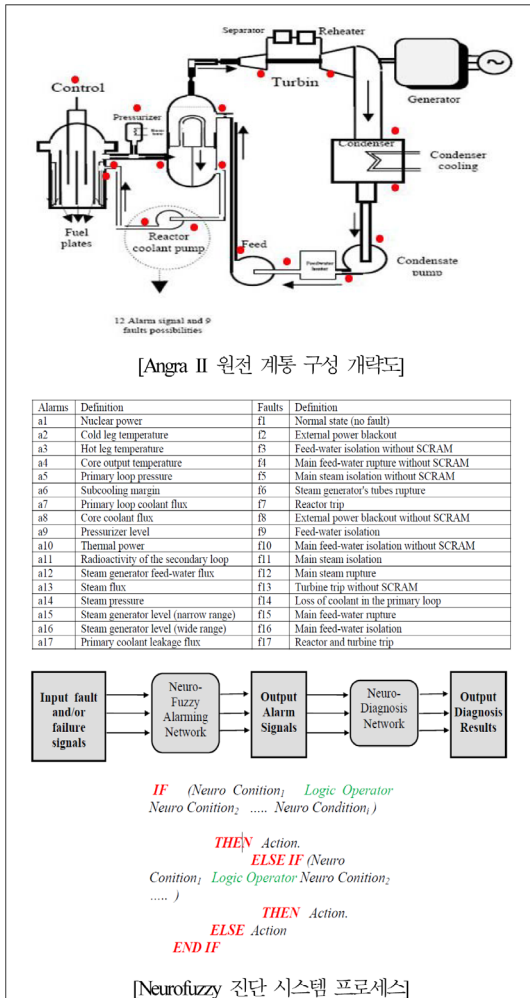 Separator Reheater
Control
Pressurizer
Turbin
Generator
Condenser
Condenser
cooling
Fuel
plates
Reactor
coolant pump
Feed
Feedwater
heater
Condensate
pump
12 Alarm signal and 9
faults possibilities
[Angra II 원전 계통 구성 개략도]
Alarms Definition Faults Definition
a1 Nuclear power f1 Normal state (no fault)
a2 Cold leg temperature f2 External power blackout
a3 Hot leg temperature f3 Feed-water isolation without SCRAM
a4 Core output temperature f4 Main feed-water rupture without SCRAM
a5 Primary loop pressure f5 Main steam isolation without SCRAM
a6 Subcooling margin f6 Steam generator's tubes rupture
a7 Primary loop coolant flux f7 Reactor trip
a8 Core coolant flux f8 External power blackout without SCRAM
a9 Pressurizer level f9 Feed-water isolation
a10 Thermal power f10 Main feed-water isolation without SCRAM
a11 Radioactivity of the secondary loop f11 Main steam isolation
a12 Steam generator feed-water flux f12 Main steam rupture
a13 Steam flux f13 Turbine trip without SCRAM
a14 Steam pressure f14 Loss of coolant in the primary loop
a15 Steam generator level (narrow range) f15 Main feed-water rupture
a16 Steam generator level (wide range) f16 Main feed-water isolation
a17 Primary coolant leakage flux f17 Reactor and turbine trip
Input fault
and/or
failure
signals
Neuro-
Fuzzy
Alarming
Network
Output
Alarm
Signals
Neuro-
Diagnosis
Network
Output
Diagnosis
Results
IF (Neuro Conition1 Logic Operator
Neuro Conition2 ..... Neuro Conditioni)
THEN Action.
ELSE IF (Neuro
Conition1 Logic Operator Neuro Conition2
..... )
THEN Action.
ELSE Action
END IF
[Neurofuzzy 진단 시스템 프로세스]